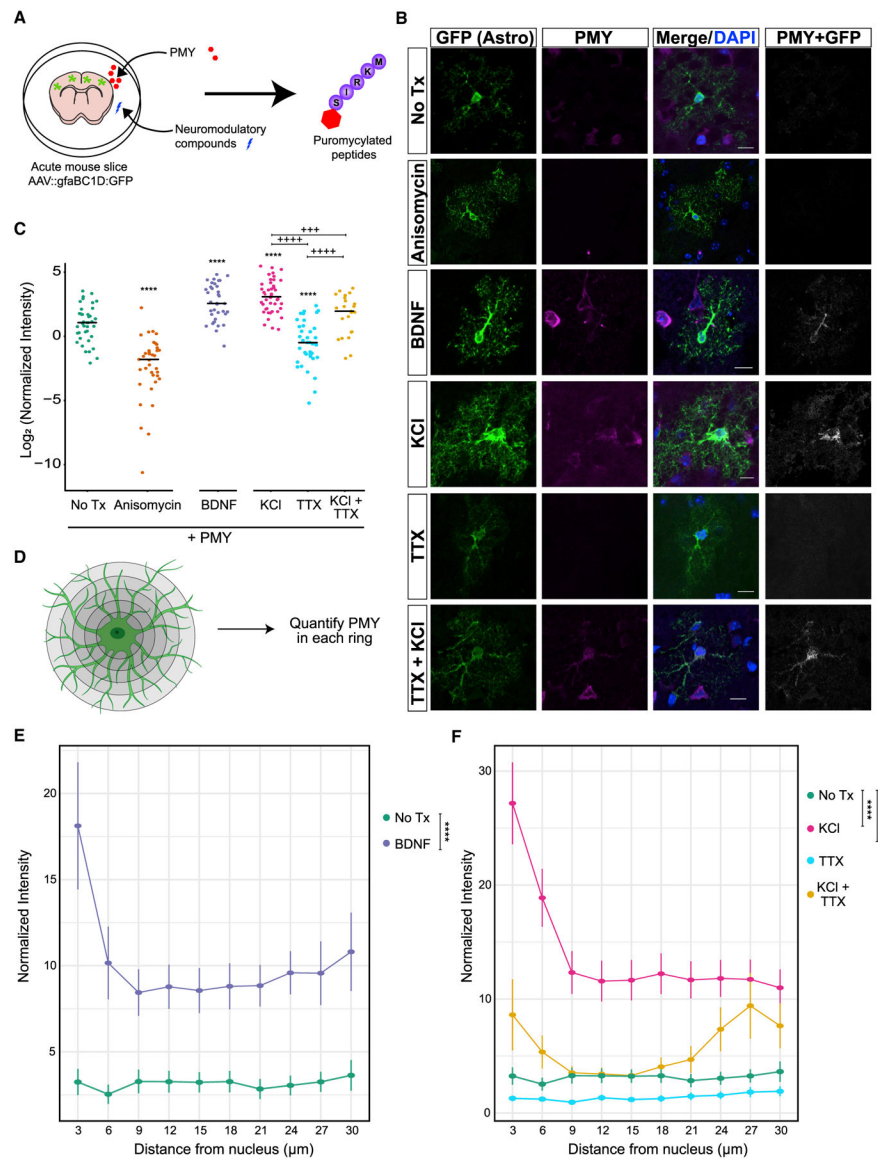 A
PMY
Neuromodulatory
compounds
Acute mouse slice
AAV::gfaBC1D:GFP
S I R K M
Puromycylated
peptides
B
GFP (Astro)
PMY
Merge/DAPI
PMY+GFP
No Tx
Anisomycin
BDNF
KCl
TTX
TTX + KCl
C
+++
++++
++++
****
****
****
****
Log₂ (Normalized Intensity)
5
0
−5
−10
No Tx
Anisomycin
BDNF
KCl
TTX
KCl +
TTX
+ PMY
D
Quantify PMY
in each ring
E
Normalized Intensity
20
15
10
5
3 6 9 12 15 18 21 24 27 30
Distance from nucleus (µm)
No Tx
BDNF
****
F
Normalized Intensity
30
20
10
0
3 6 9 12 15 18 21 24 27 30
Distance from nucleus (µm)
No Tx
KCl
TTX
KCl +
TTX
****
****